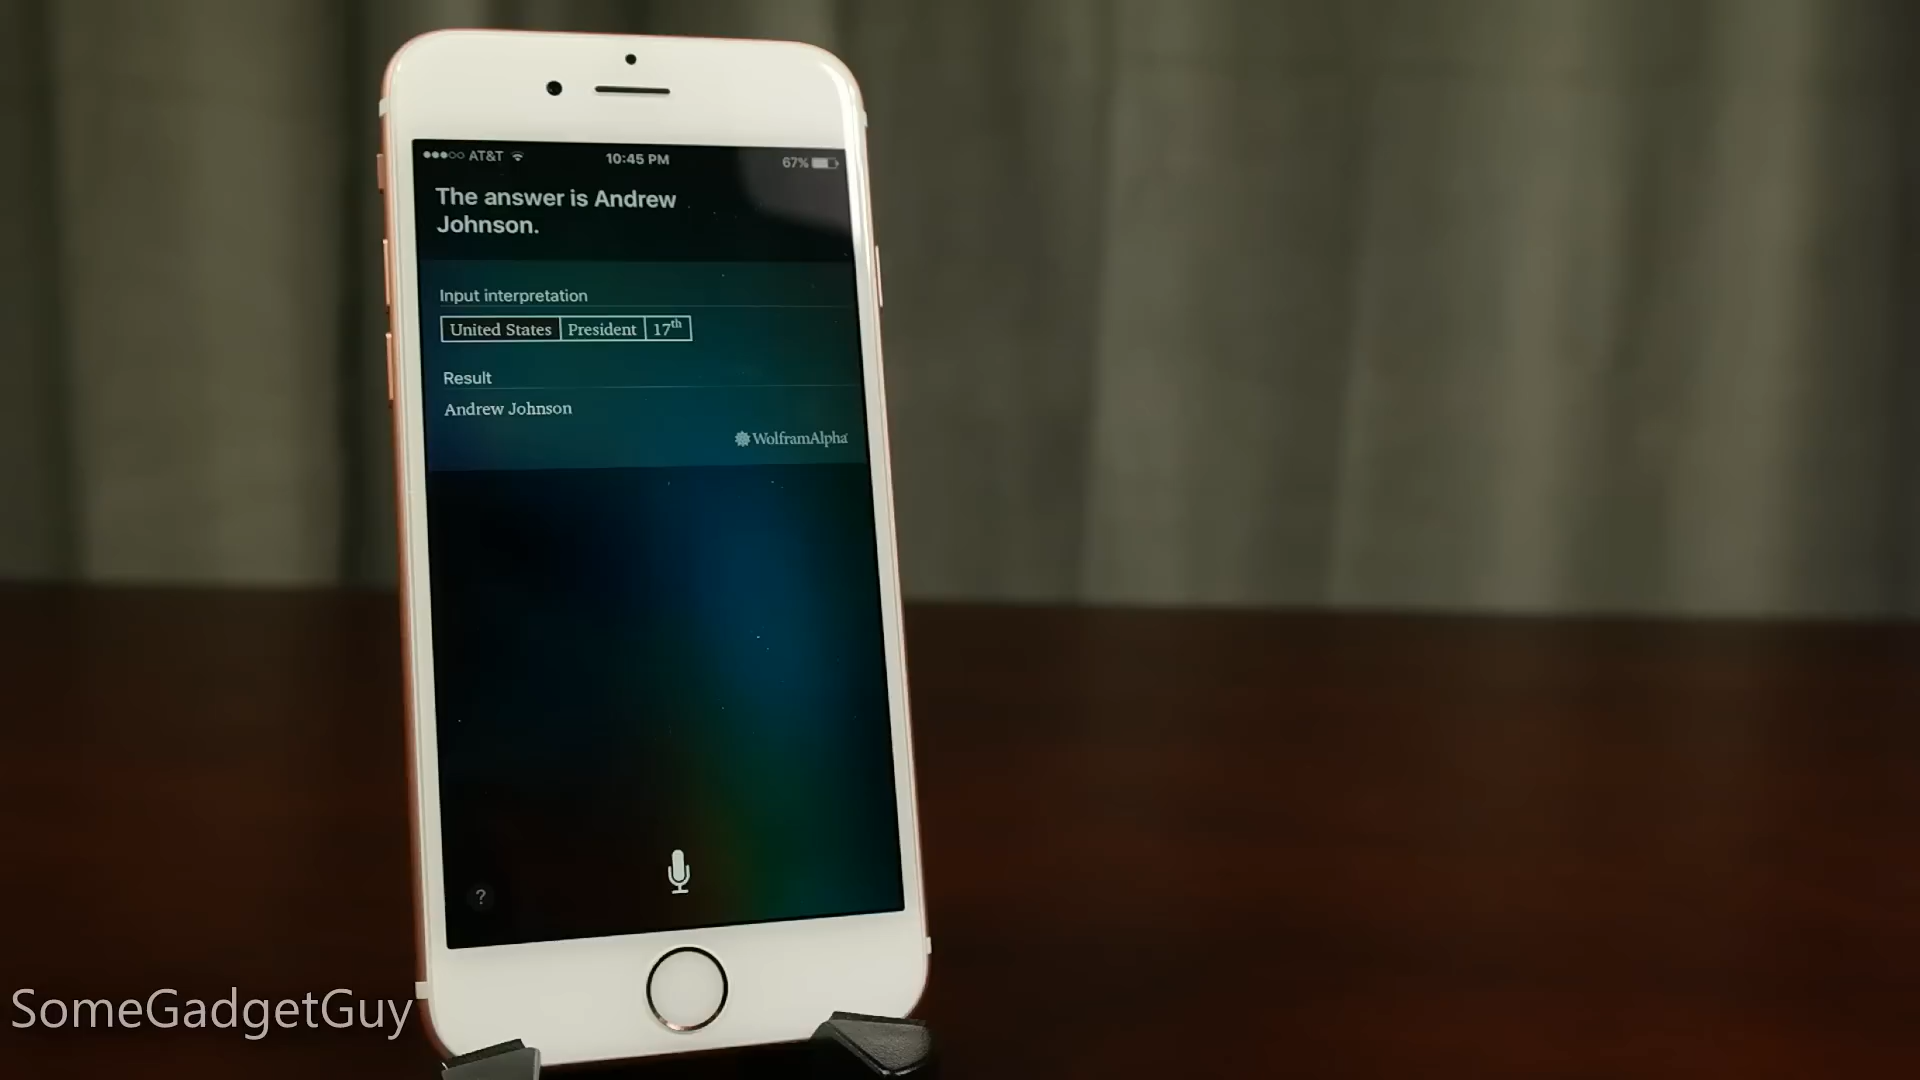 AT&T 10:45 PM 67%
The answer is Andrew
Johnson.
Input interpretation
United States President 17th
Result
Andrew Johnson
WolframAlpha
?
SomeGadgetGuy